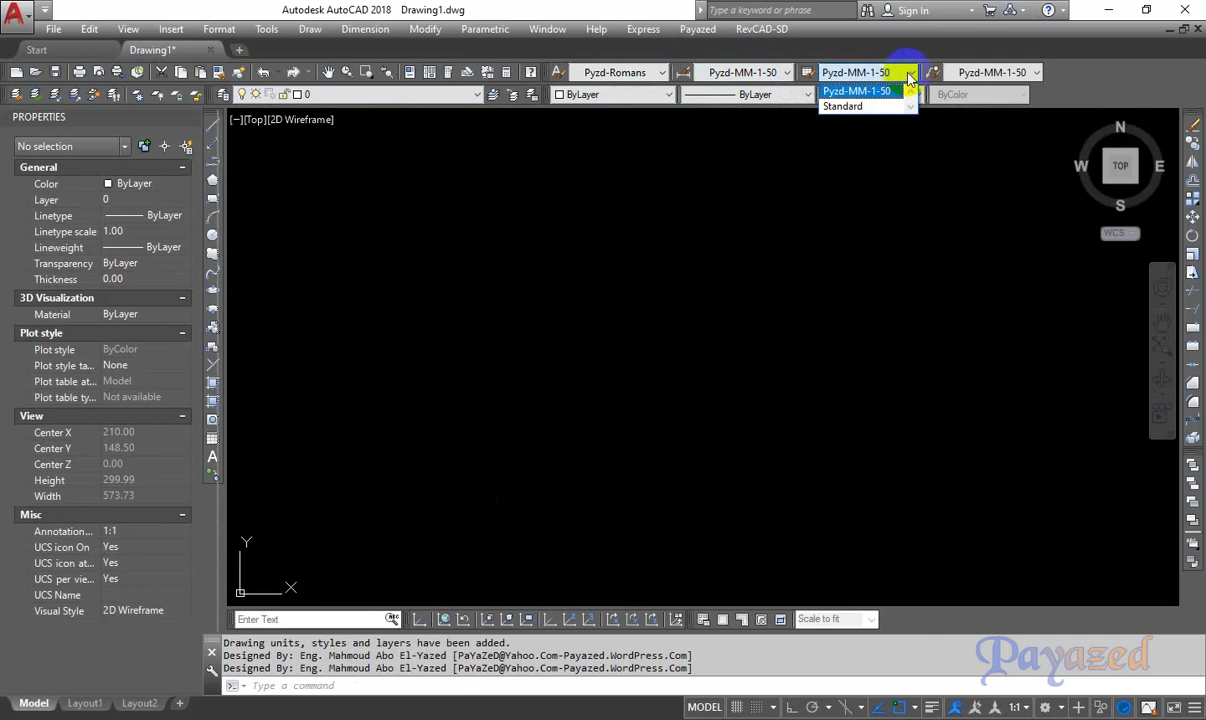 Autodesk AutoCAD 2018 Drawing1.dwg
Type a keyword or phrase
Sign In
File Edit View Insert Format Tools Draw Dimension Modify Parametric Window Help Express Payazed RevCAD-SD
Start Drawing1*
Pyzd-Romans Pyzd-MM-1-50 Pyzd-MM-1-50 Pyzd-MM-1-50
0 ByLayer ByLayer Pyzd-MM-1-50 ByColor
Standard
PROPERTIES
[−][Top][2D Wireframe]
No selection
General
Color ByLayer
Layer 0
Linetype ByLayer
Linetype scale 1.00
Lineweight ByLayer
Transparency ByLayer
Thickness 0.00
3D Visualization
Material ByLayer
Plot style
Plot style ByColor
Plot style ta... None
Plot table at... Model
Plot table ty... Not available
View
Center X 210.00
Center Y 148.50
Center Z 0.00
Height 299.99
Width 573.73
Misc
Annotation... 1:1
UCS icon On Yes
UCS icon at... Yes
UCS per vie... Yes
UCS Name
Visual Style 2D Wireframe
N
W TOP E
S
WCS
Y
X
Enter Text Scale to fit
Drawing units, styles and layers have been added.
Designed By: Eng. Mahmoud Abo El-Yazed [PaYaZeD@Yahoo.Com-Payazed.WordPress.Com]
Designed By: Eng. Mahmoud Abo El-Yazed [PaYaZeD@Yahoo.Com-Payazed.WordPress.Com]
Type a command
Payazed
Model Layout1 Layout2 + MODEL 1:1